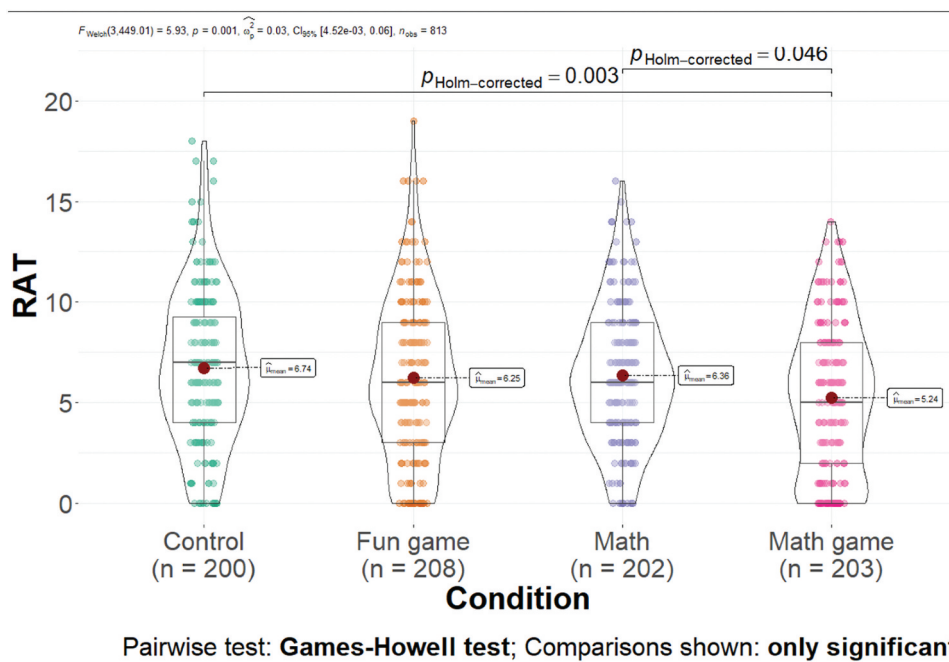 F Welch(3,449.01) = 5.93, p = 0.001, ω̂²p = 0.03, CI95% [4.52e-03, 0.06], nobs = 813
pHolm−corrected = 0.046
pHolm−corrected = 0.003
20
15
10
5
0
RAT
μ̂mean = 6.74
μ̂mean = 6.25
μ̂mean = 6.36
μ̂mean = 5.24
Control Fun game Math Math game
(n = 200) (n = 208) (n = 202) (n = 203)
Condition
Pairwise test: Games-Howell test; Comparisons shown: only significan